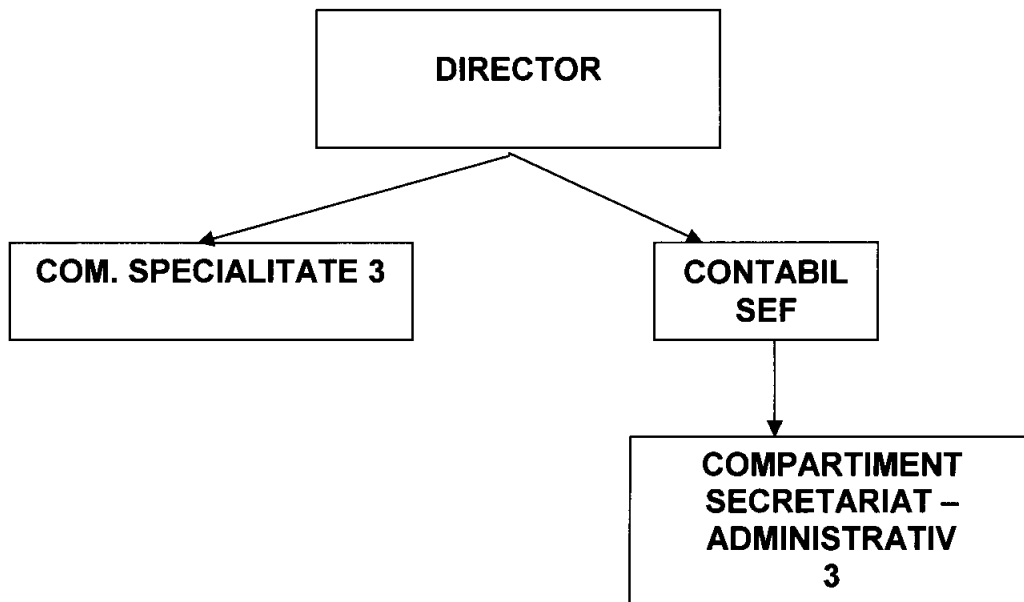 DIRECTOR
COM. SPECIALITATE 3
CONTABIL
SEF
COMPARTIMENT
SECRETARIAT –
ADMINISTRATIV
3